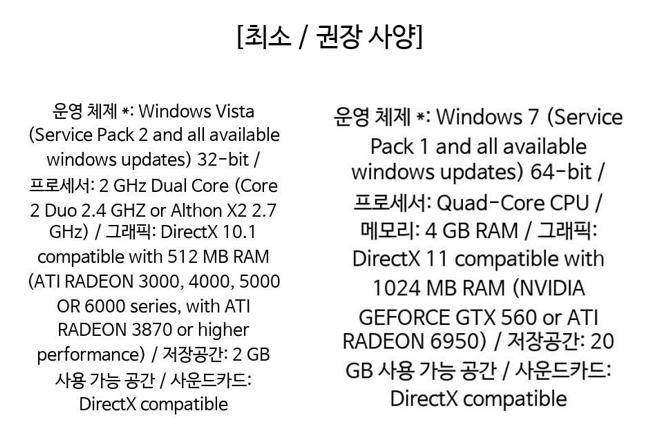 [최소 / 권장 사양]
운영 체제 *: Windows Vista
(Service Pack 2 and all available
windows updates) 32-bit /
프로세서: 2 GHz Dual Core (Core
2 Duo 2.4 GHZ or Althon X2 2.7
GHz) / 그래픽: DirectX 10.1
compatible with 512 MB RAM
(ATI RADEON 3000, 4000, 5000
OR 6000 series, with ATI
RADEON 3870 or higher
performance) / 저장공간: 2 GB
사용 가능 공간 / 사운드카드:
DirectX compatible
운영 체제 *: Windows 7 (Service
Pack 1 and all available
windows updates) 64-bit /
프로세서: Quad-Core CPU /
메모리: 4 GB RAM / 그래픽:
DirectX 11 compatible with
1024 MB RAM (NVIDIA
GEFORCE GTX 560 or ATI
RADEON 6950) / 저장공간: 20
GB 사용 가능 공간 / 사운드카드:
DirectX compatible